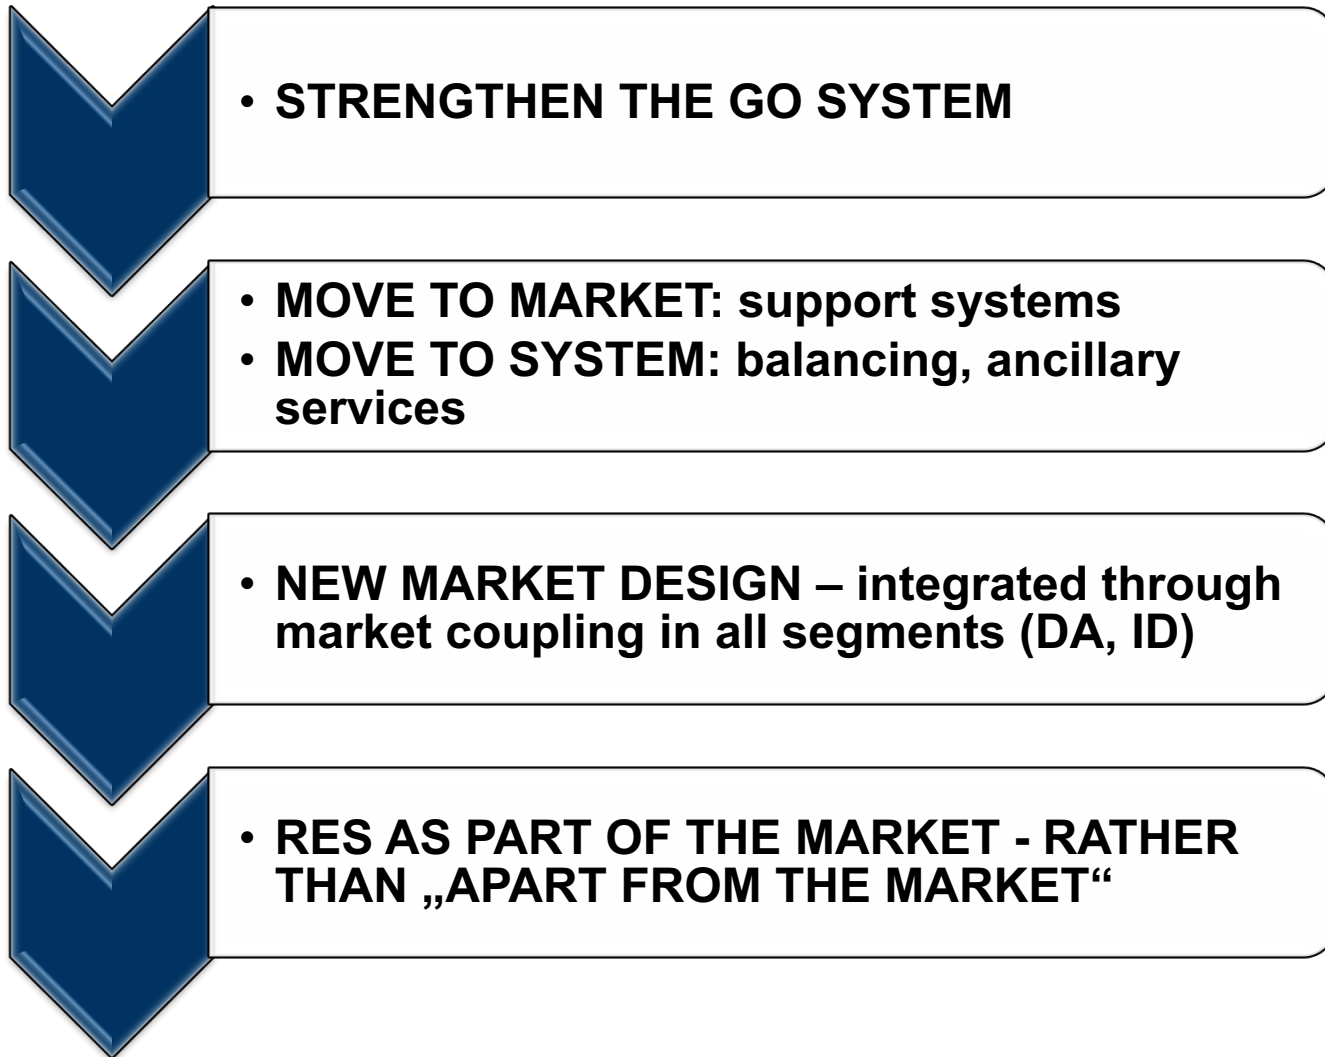 • STRENGTHEN THE GO SYSTEM
• MOVE TO MARKET: support systems
• MOVE TO SYSTEM: balancing, ancillary
services
• NEW MARKET DESIGN – integrated through
market coupling in all segments (DA, ID)
• RES AS PART OF THE MARKET - RATHER
THAN „APART FROM THE MARKET“